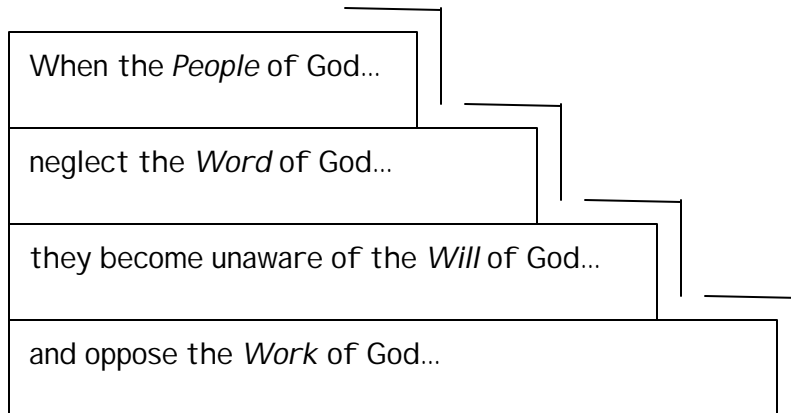 When the People of God...
neglect the Word of God...
they become unaware of the Will of God...
and oppose the Work of God...